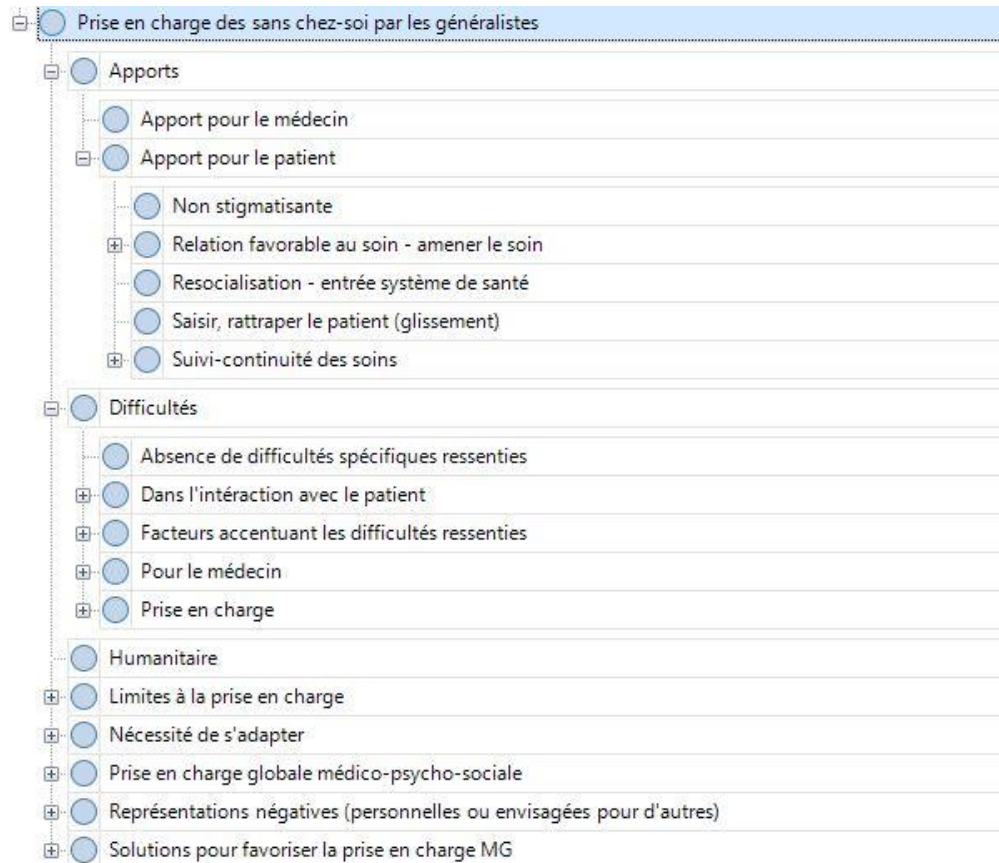 Prise en charge des sans chez-soi par les généralistes
Apports
Apport pour le médecin
Apport pour le patient
Non stigmatisante
Relation favorable au soin - amener le soin
Resocialisation - entrée système de santé
Saisir, rattraper le patient (glissement)
Suivi-continuité des soins
Difficultés
Absence de difficultés spécifiques ressenties
Dans l'intéraction avec le patient
Facteurs accentuant les difficultés ressenties
Pour le médecin
Prise en charge
Humanitaire
Limites à la prise en charge
Nécessité de s'adapter
Prise en charge globale médico-psycho-sociale
Représentations négatives (personnelles ou envisagées pour d'autres)
Solutions pour favoriser la prise en charge MG